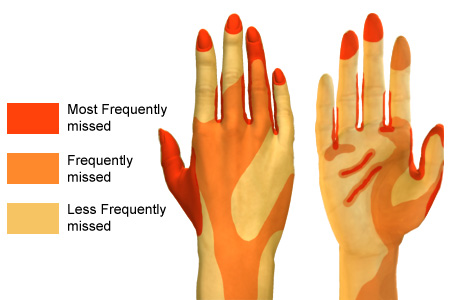 Most Frequently
missed
Frequently
missed
Less Frequently
missed